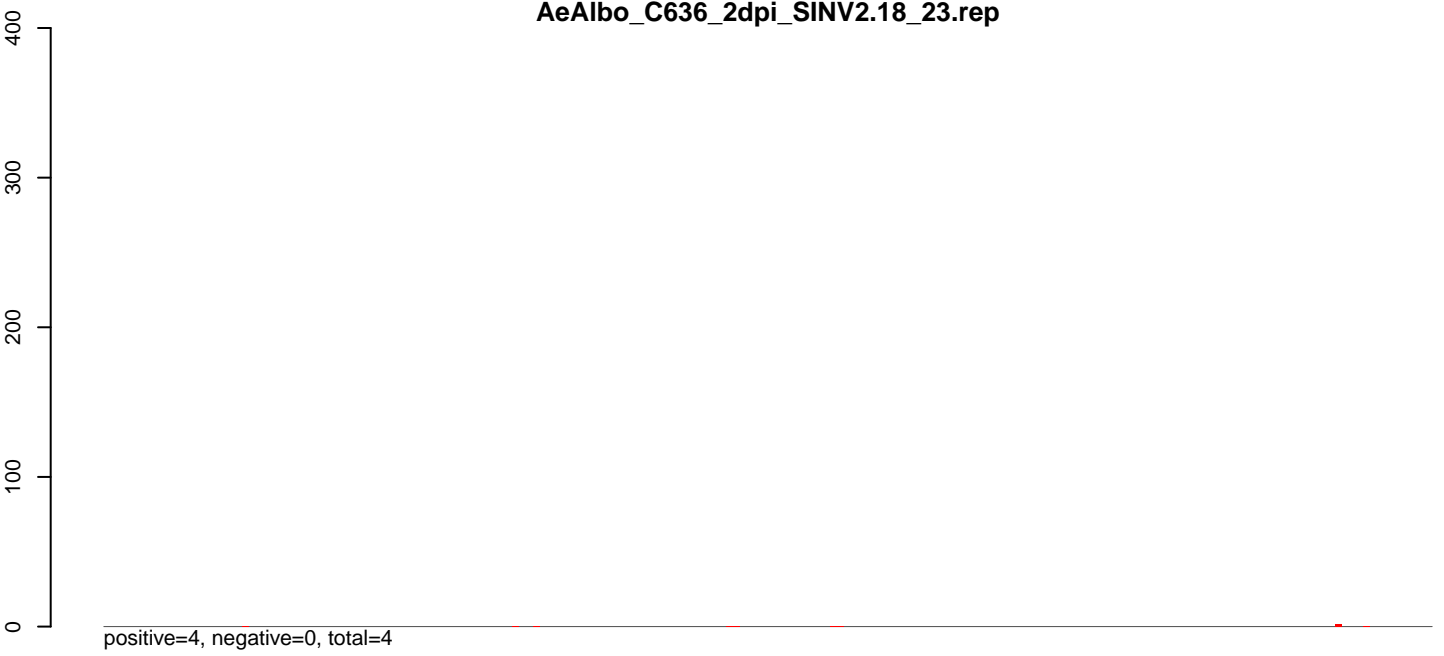 AeAlbo_C636_2dpi_SINV2.18_23.rep
400
300
200
100
0
positive=4, negative=0, total=4